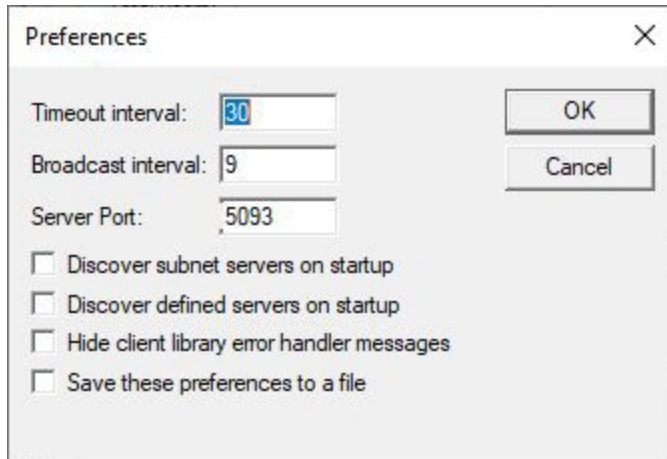 Preferences
Timeout interval: 30 OK
Broadcast interval: 9 Cancel
Server Port: 5093
Discover subnet servers on startup
Discover defined servers on startup
Hide client library error handler messages
Save these preferences to a file